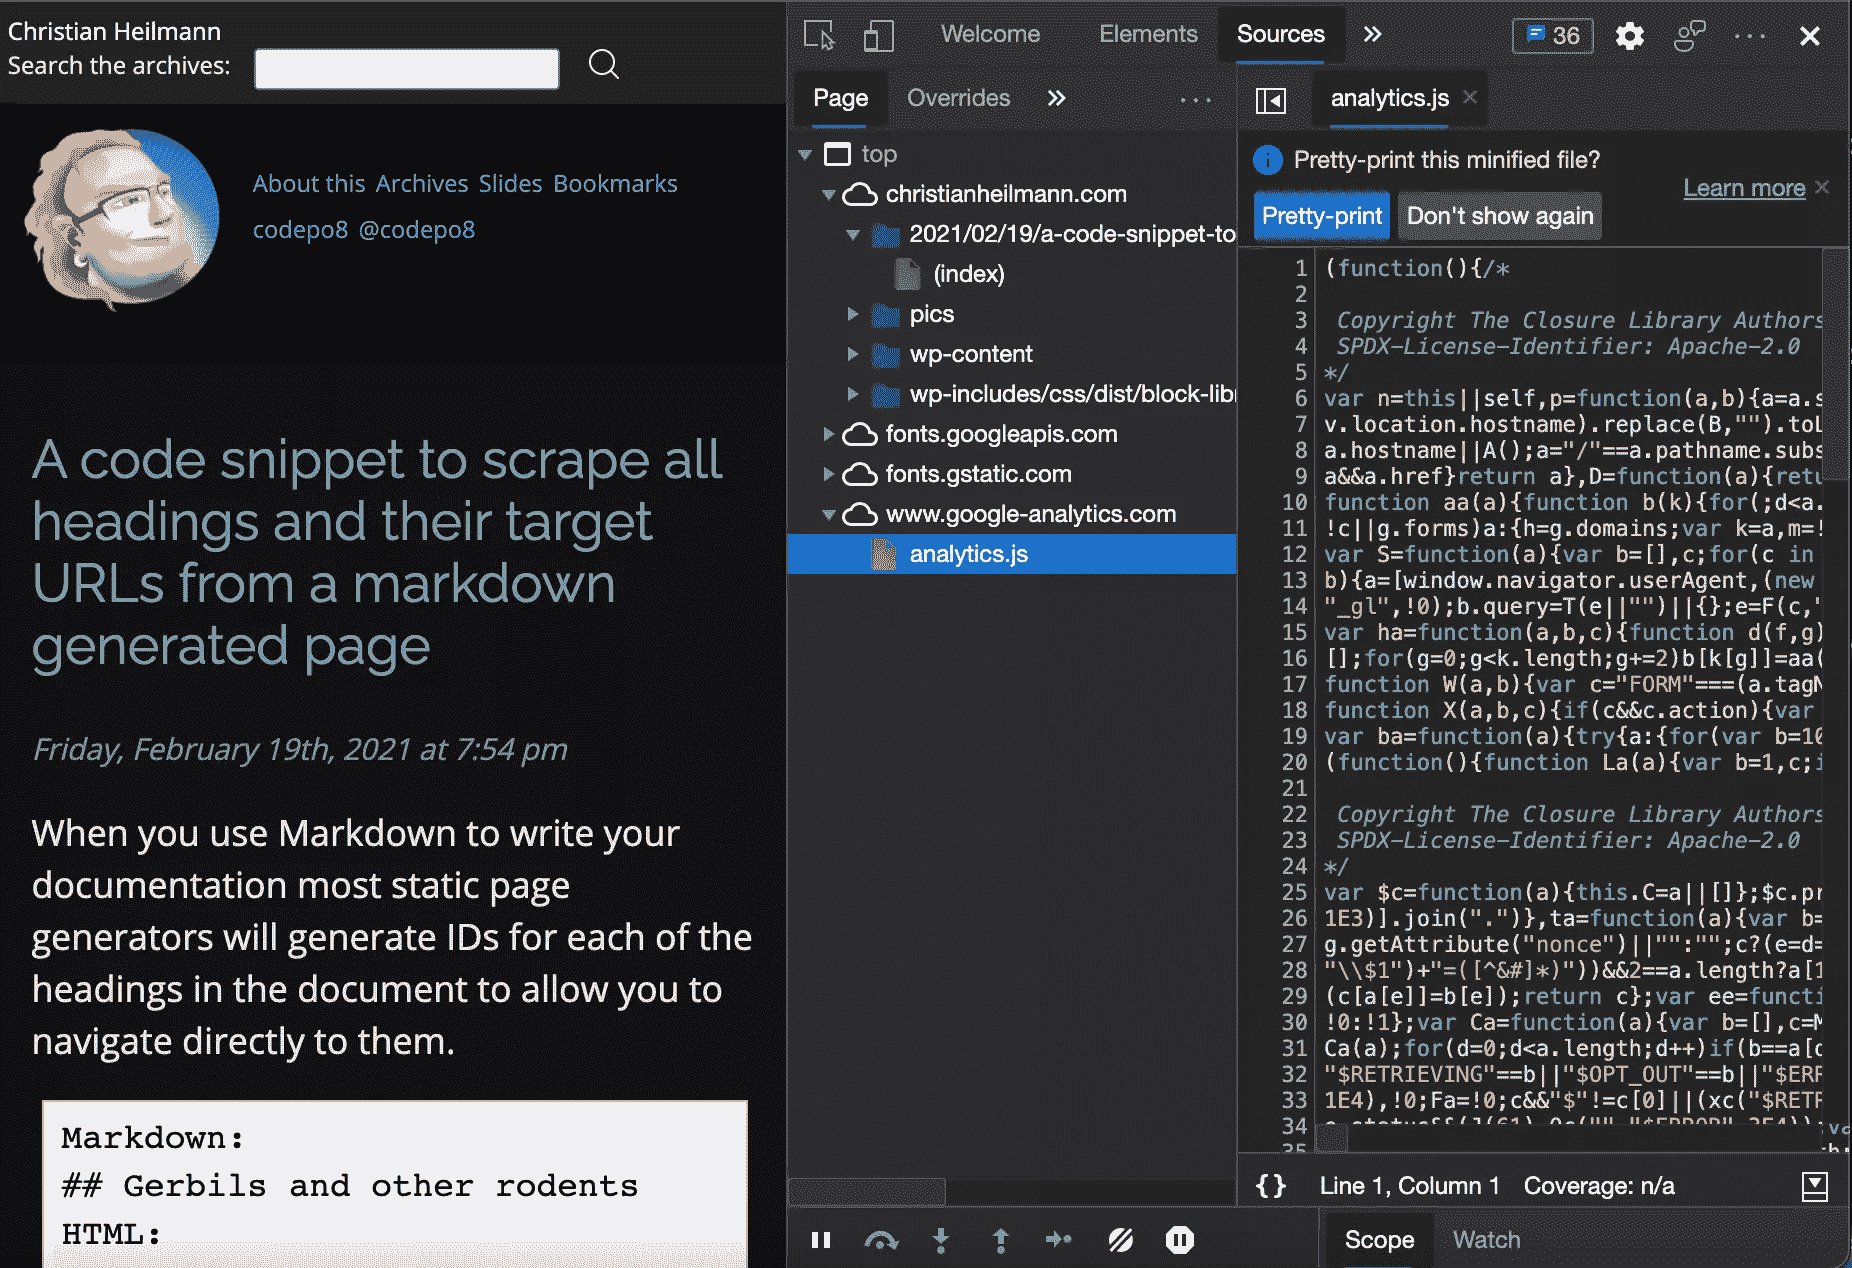 Christian Heilmann
Search the archives:
About this Archives Slides Bookmarks
codepo8 @codepo8
A code snippet to scrape all
headings and their target
URLs from a markdown
generated page
Friday, February 19th, 2021 at 7:54 pm
When you use Markdown to write your
documentation most static page
generators will generate IDs for each of the
headings in the document to allow you to
navigate directly to them.
Markdown:
## Gerbils and other rodents
HTML:
Welcome Elements Sources 36
Page Overrides
top
christianheilmann.com
2021/02/19/a-code-snippet-to
(index)
pics
wp-content
wp-includes/css/dist/block-lib
fonts.googleapis.com
fonts.gstatic.com
www.google-analytics.com
analytics.js
analytics.js
Pretty-print this minified file?
Learn more
Pretty-print Don't show again
1 (function(){/*
2
3 Copyright The Closure Library Authors
4 SPDX-License-Identifier: Apache-2.0
5 */
6 var n=this||self,p=function(a,b){a=a.s
7 v.location.hostname).replace(B,"").toL
8 a.hostname||A();a="/"==a.pathname.subs
9 a&&a.href}return a},D=function(a){retu
10 function aa(a){function b(k){for(;d<a.
11 !c||g.forms)a:{h=g.domains;var k=a,m=!
12 var S=function(a){var b=[],c;for(c in
13 b){a=[window.navigator.userAgent,(new
14 "_gl",!0);b.query=T(e||"")||{};e=F(c,"
15 var ha=function(a,b,c){function d(f,g)
16 [];for(g=0;g<k.length;g+=2)b[k[g]]=aa(
17 function W(a,b){var c="FORM"===(a.tagN
18 function X(a,b,c){if(c&&c.action){var
19 var ba=function(a){try{a:{for(var b=10
20 (function(){function La(a){var b=1,c;i
21
22 Copyright The Closure Library Authors
23 SPDX-License-Identifier: Apache-2.0
24 */
25 var $c=function(a){this.C=a||[]};$c.pr
26 1E3)].join(".")},ta=function(a){var b=
27 g.getAttribute("nonce")||"":"";c?(e=d=
28 "\\$1")+"=([^&#]*)"))&&2==a.length?a[1
29 (c[a[e]]=b[e]);return c};var ee=functi
30 !0:!1};var Ca=function(a){var b=[],c=M
31 Ca(a);for(d=0;d<a.length;d++)if(b==a[d
32 "$RETRIEVING"==b||"$OPT_OUT"==b||"$ERR
33 1E4),!0;Fa=!0;c&&"$"!=c[0]||(xc("$RETR
34
35
{} Line 1, Column 1 Coverage: n/a
Scope Watch